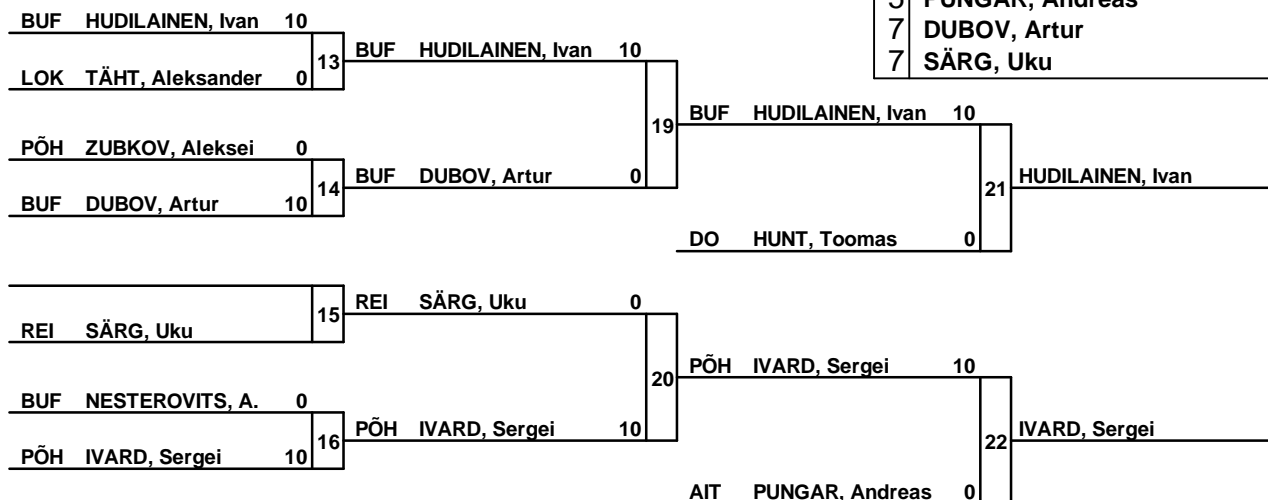 5 PUNGAR, Andreas
7 DUBOV, Artur
7 SÄRG, Uku
BUF HUDILAINEN, Ivan 10
LOK TÄHT, Aleksander 0
13
BUF HUDILAINEN, Ivan 10
PÕH ZUBKOV, Aleksei 0
BUF DUBOV, Artur 10
14
BUF DUBOV, Artur 0
19
BUF HUDILAINEN, Ivan 10
DO HUNT, Toomas 0
21
HUDILAINEN, Ivan
REI SÄRG, Uku
15
REI SÄRG, Uku 0
BUF NESTEROVITS, A. 0
PÕH IVARD, Sergei 10
16
PÕH IVARD, Sergei 10
20
PÕH IVARD, Sergei 10
AIT PUNGAR, Andreas 0
22
IVARD, Sergei